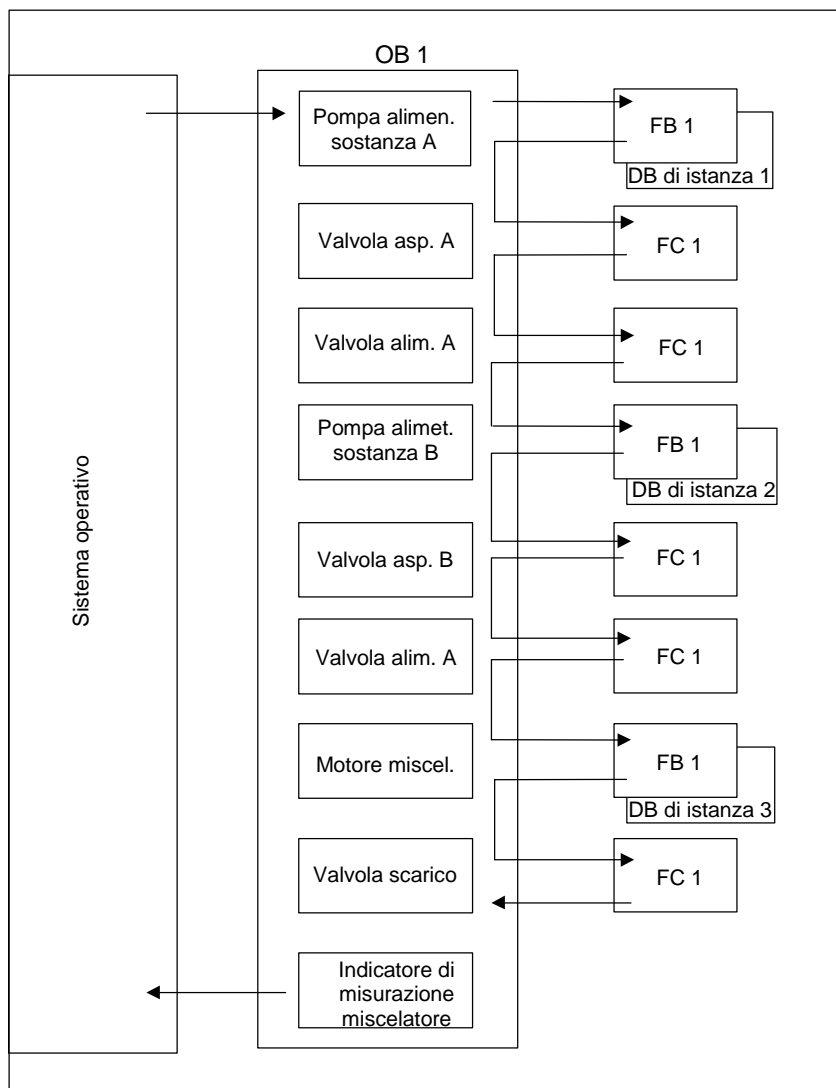 OB 1
Pompa alimen.
sostanza A
FB 1
DB di istanza 1
Valvola asp. A
FC 1
Valvola alim. A
FC 1
Pompa alimet.
sostanza B
FB 1
DB di istanza 2
Sistema operativo
Valvola asp. B
FC 1
Valvola alim. A
FC 1
Motore miscel.
FB 1
DB di istanza 3
Valvola scarico
FC 1
Indicatore di
misurazione
miscelatore